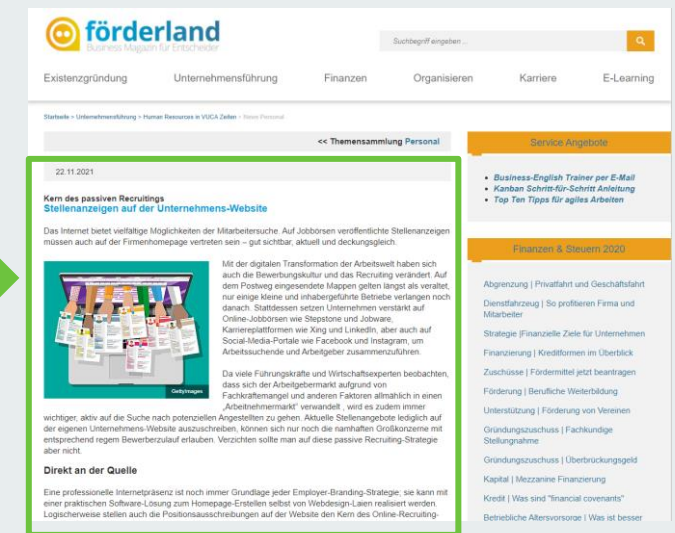 förderland
Business Magazin für Entscheider
Suchbegriff eingeben ...
Existenzgründung Unternehmensführung Finanzen Organisieren Karriere E-Learning
Startseite > Unternehmensführung > Human Resources in VUCA Zeiten > News Personal
<< Themensammlung Personal
22.11.2021
Kern des passiven Recruitings
Stellenanzeigen auf der Unternehmens-Website
Das Internet bietet vielfältige Möglichkeiten der Mitarbeitersuche. Auf Jobbörsen veröffentlichte Stellenanzeigen
müssen auch auf der Firmenhomepage vertreten sein – gut sichtbar, aktuell und deckungsgleich.
Mit der digitalen Transformation der Arbeitswelt haben sich
auch die Bewerbungskultur und das Recruiting verändert. Auf
dem Postweg eingesendete Mappen gelten längst als veraltet,
nur einige kleine und inhabergeführte Betriebe verlangen noch
danach. Stattdessen setzen Unternehmen verstärkt auf
Online-Jobbörsen wie Stepstone und Jobware,
Karriereplattformen wie Xing und LinkedIn, aber auch auf
Social-Media-Portale wie Facebook und Instagram, um
Arbeitssuchende und Arbeitgeber zusammenzuführen.
GettyImages
Da viele Führungskräfte und Wirtschaftsexperten beobachten,
dass sich der Arbeitgebermarkt aufgrund von
Fachkräftemangel und anderen Faktoren allmählich in einen
„Arbeitnehmermarkt“ verwandelt , wird es zudem immer
wichtiger, aktiv auf die Suche nach potenziellen Angestellten zu gehen. Aktuelle Stellenangebote lediglich auf
der eigenen Unternehmens-Website auszuschreiben, können sich nur noch die namhaften Großkonzerne mit
entsprechend regem Bewerberzulauf erlauben. Verzichten sollte man auf diese passive Recruiting-Strategie
aber nicht.
Direkt an der Quelle
Eine professionelle Internetpräsenz ist noch immer Grundlage jeder Employer-Branding-Strategie; sie kann mit
einer praktischen Software-Lösung zum Homepage-Erstellen selbst von Webdesign-Laien realisiert werden.
Logischerweise stellen auch die Positionsausschreibungen auf der Website den Kern des Online-Recruiting-
Service Angebote
Business-English Trainer per E-Mail
Kanban Schritt-für-Schritt Anleitung
Top Ten Tipps für agiles Arbeiten
Finanzen & Steuern 2020
Abgrenzung | Privatfahrt und Geschäftsfahrt
Dienstfahrzeug | So profitieren Firma und
Mitarbeiter
Strategie |Finanzielle Ziele für Unternehmen
Finanzierung | Kreditformen im Überblick
Zuschüsse | Fördermittel jetzt beantragen
Förderung | Berufliche Weiterbildung
Unterstützung | Förderung von Vereinen
Gründungszuschuss | Fachkundige
Stellungnahme
Gründungszuschuss | Überbrückungsgeld
Kapital | Mezzanine Finanzierung
Kredit | Was sind "financial covenants"
Betriebliche Altersvorsorge | Was ist besser